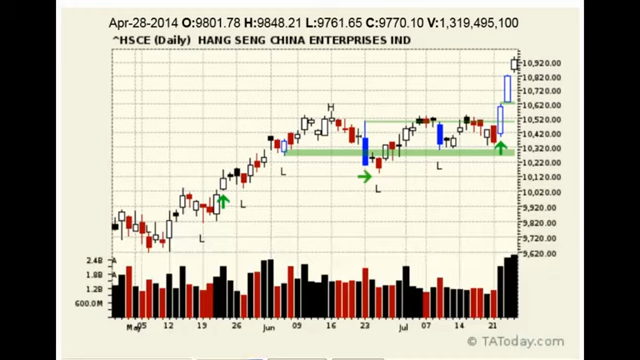 Apr-28-2014 O:9801.78 H:9848.21 L:9761.65 C:9770.10 V:1,319,495,100
^HSCE (Daily) HANG SENG CHINA ENTERPRISES IND
10,920.00
10,820.00
10,720.00
10,620.00
10,520.00
10,420.00
10,320.00
10,220.00
10,120.00
10,020.00
9,920.00
9,820.00
9,720.00
9,620.00
H
L
L
L
L
L
L
2.4B
1.8B
1.2B
600.0M
A
A
May 05 12 19 26 Jun 09 16 23 Jul 07 14 21
© TAToday.com